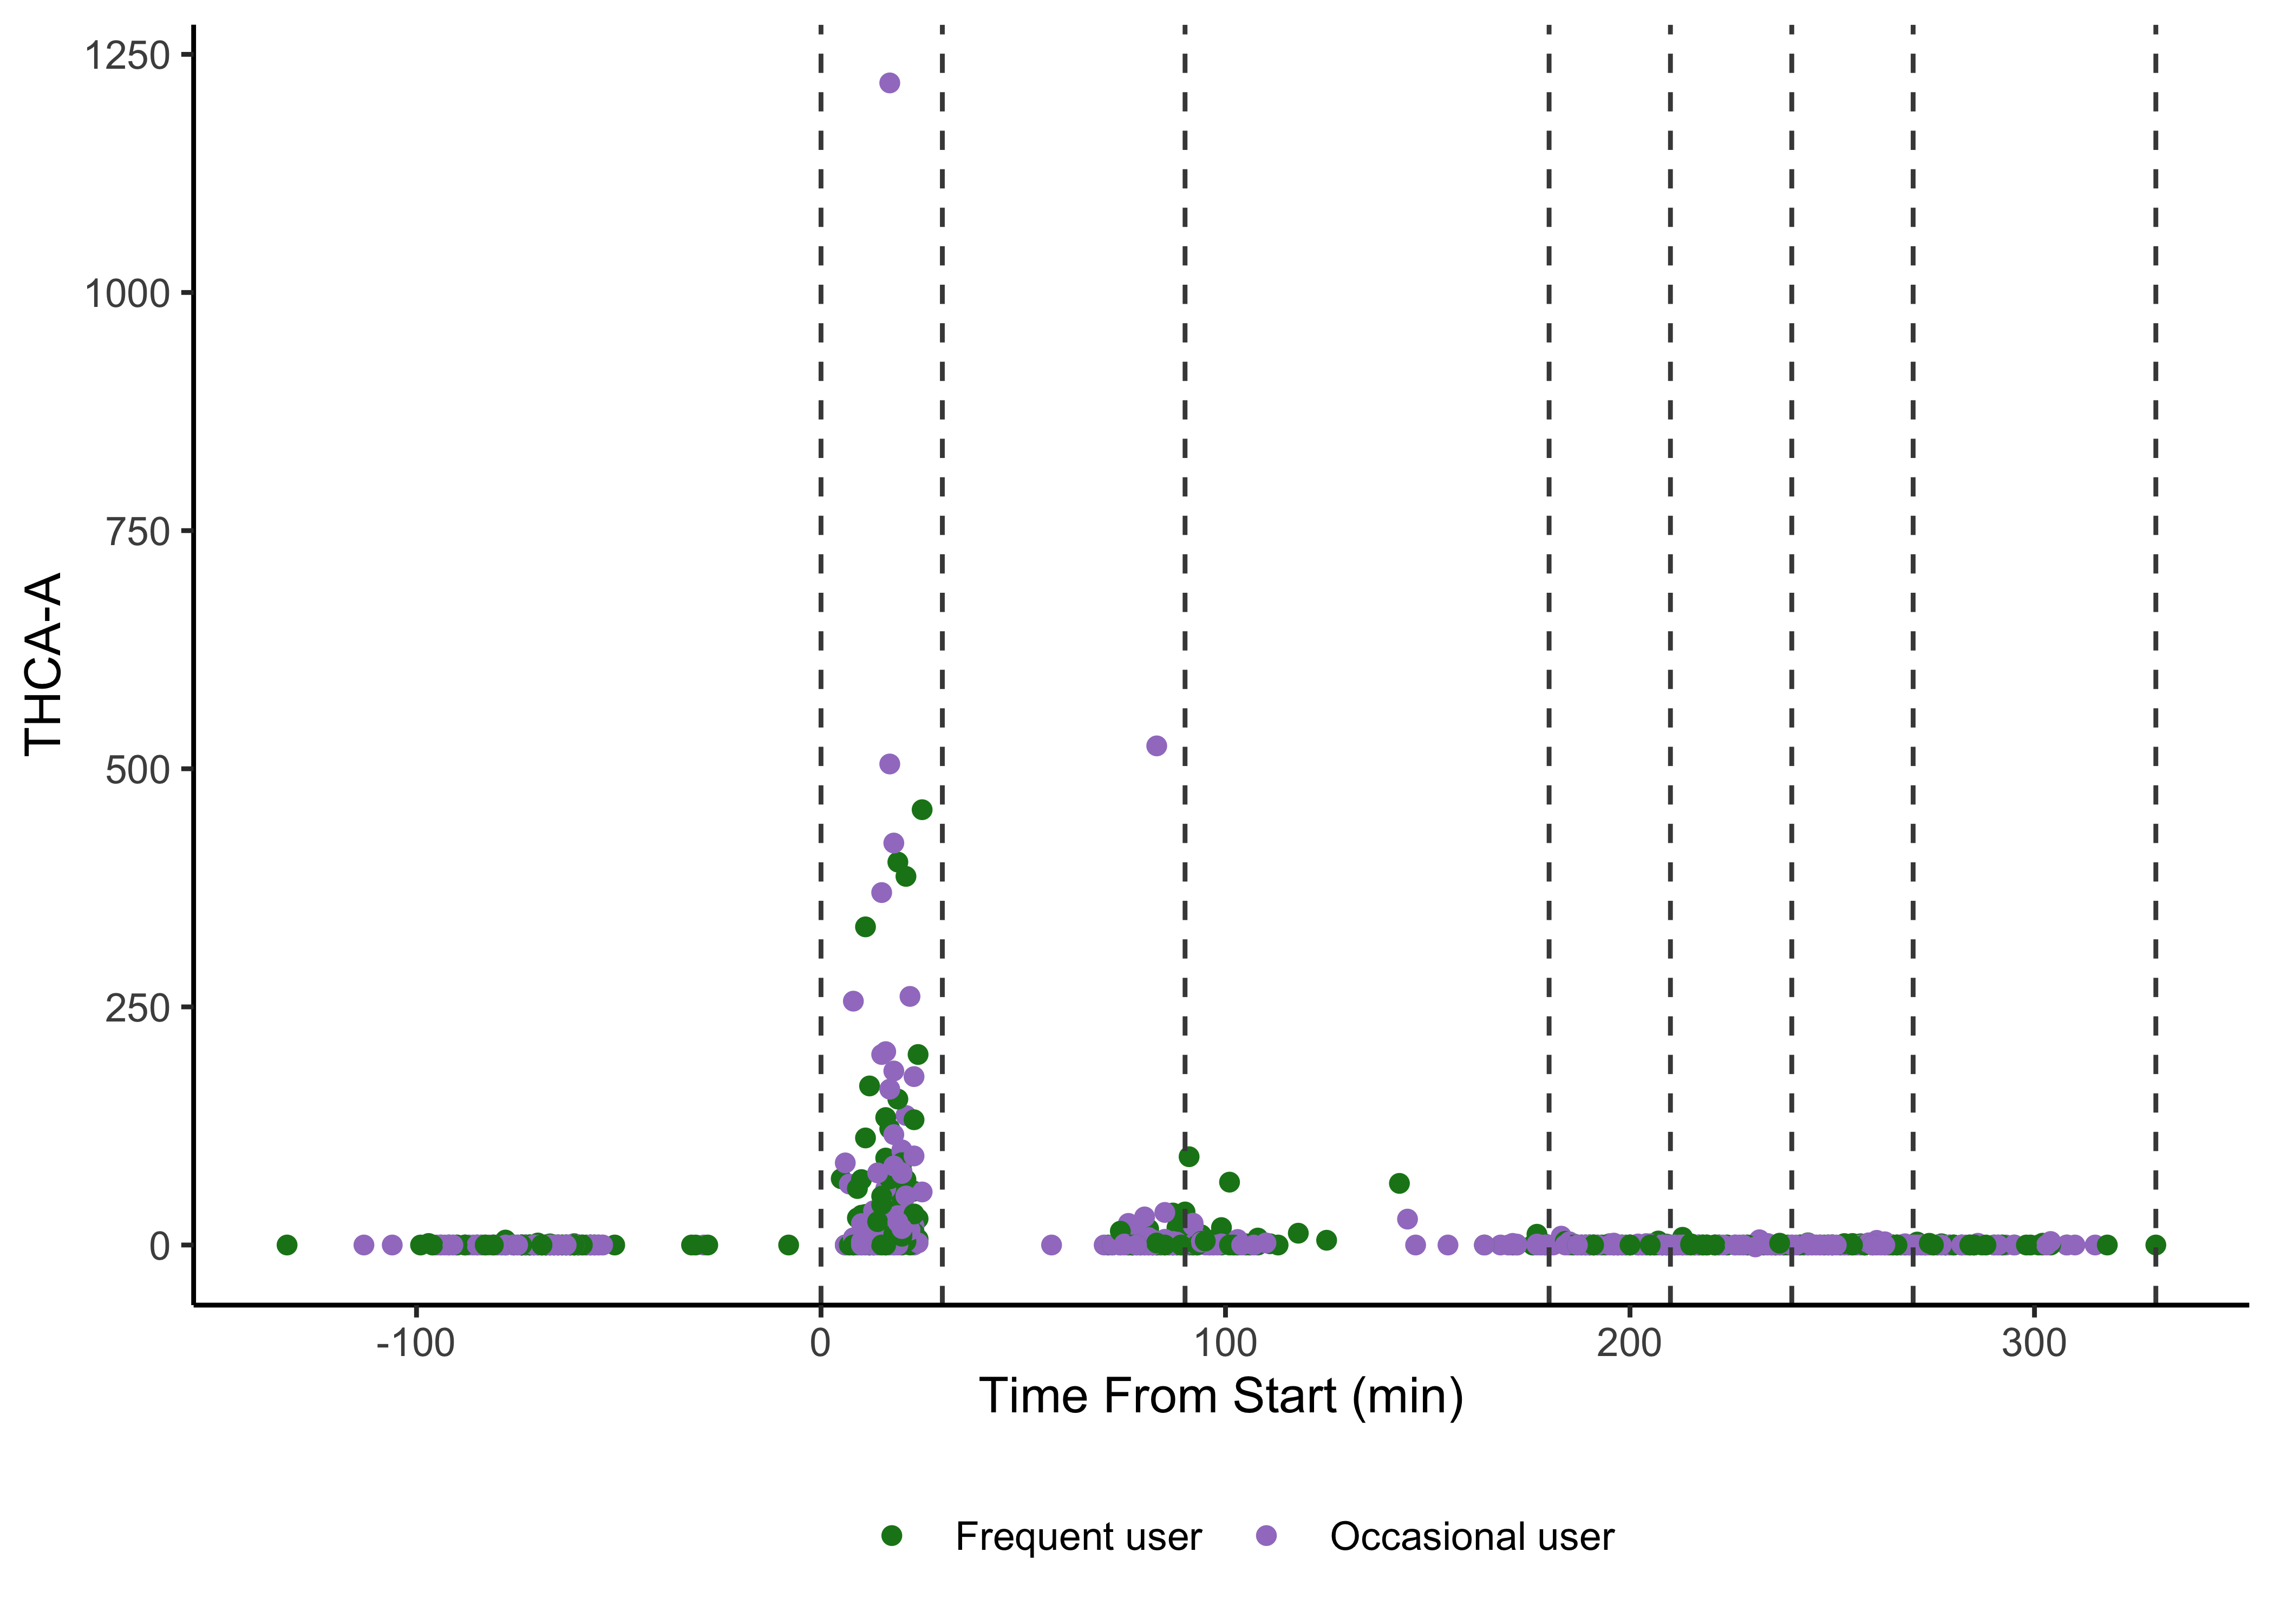 1250
1000
750
500
250
0
THCA-A
-100 0 100 200 300
Time From Start (min)
Frequent user Occasional user